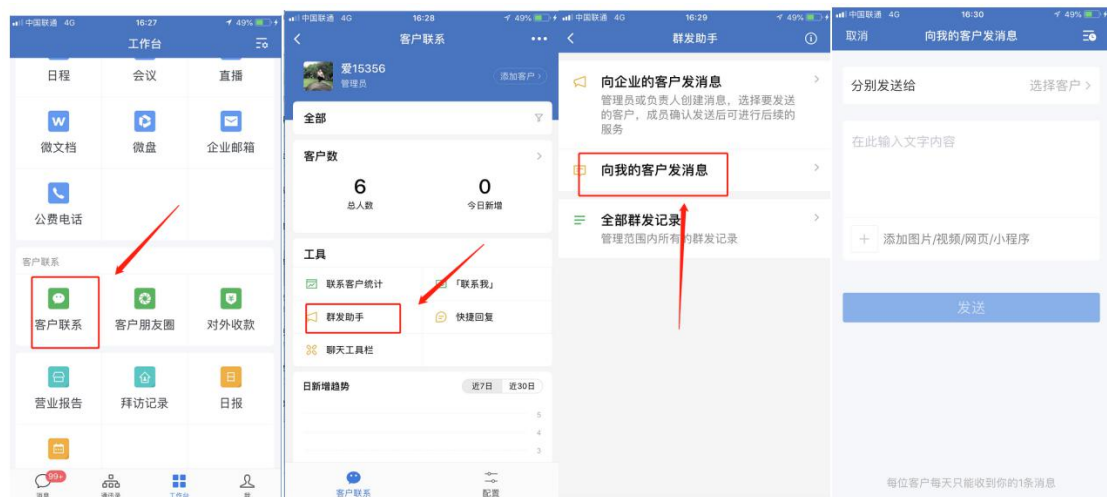 中国联通 4G
16:27
49%
工作台
日程
会议
直播
微文档
微盘
企业邮箱
公费电话
客户联系
客户联系
客户朋友圈
对外收款
营业报告
拜访记录
日报
99+
消息
通讯录
工作台
我
中国联通 4G
16:28
49%
客户联系
爱15356
管理员
添加客户
全部
客户数
6
总人数
0
今日新增
工具
联系客户统计
「联系我」
群发助手
快捷回复
聊天工具栏
日新增趋势
近7日
近30日
5
4
3
客户联系
配置
中国联通 4G
16:29
49%
群发助手
向企业的客户发消息
管理员或负责人创建消息，选择要发送
的客户，成员确认发送后可进行后续的
服务
向我的客户发消息
全部群发记录
管理范围内所有的群发记录
中国联通 4G
16:30
49%
取消
向我的客户发消息
分别发送给
选择客户
在此输入文字内容
添加图片/视频/网页/小程序
发送
每位客户每天只能收到你的1条消息